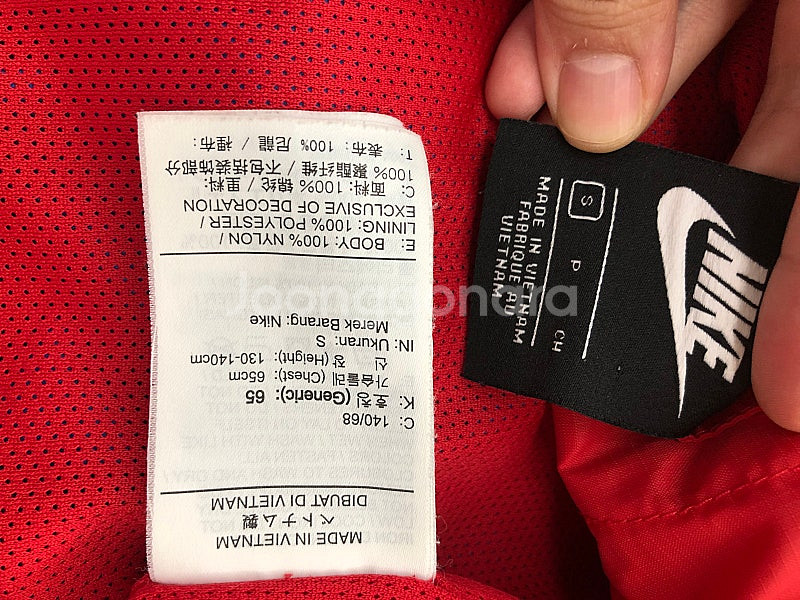 MADE IN VIETNAM
ベトナム製
DIBUAT DI VIETNAM
C: 140/68
K: 호칭 (Generic): 65
가슴둘레 (Chest): 65cm
신 장 (Height): 130-140cm
IN: Ukuran: S
Merek Barang: Nike
E: BODY: 100% NYLON /
LINING: 100% POLYESTER /
EXCLUSIVE OF DECORATION
C: 面料: 100% 锦纶 / 里料:
100% 聚酯纤维 / 不包括装饰部分
T: 表布: 100% 尼龍 / 裡布:
NIKE
S
P
CH
MADE IN VIETNAM
FABRIQUÉ AU
VIETNAM